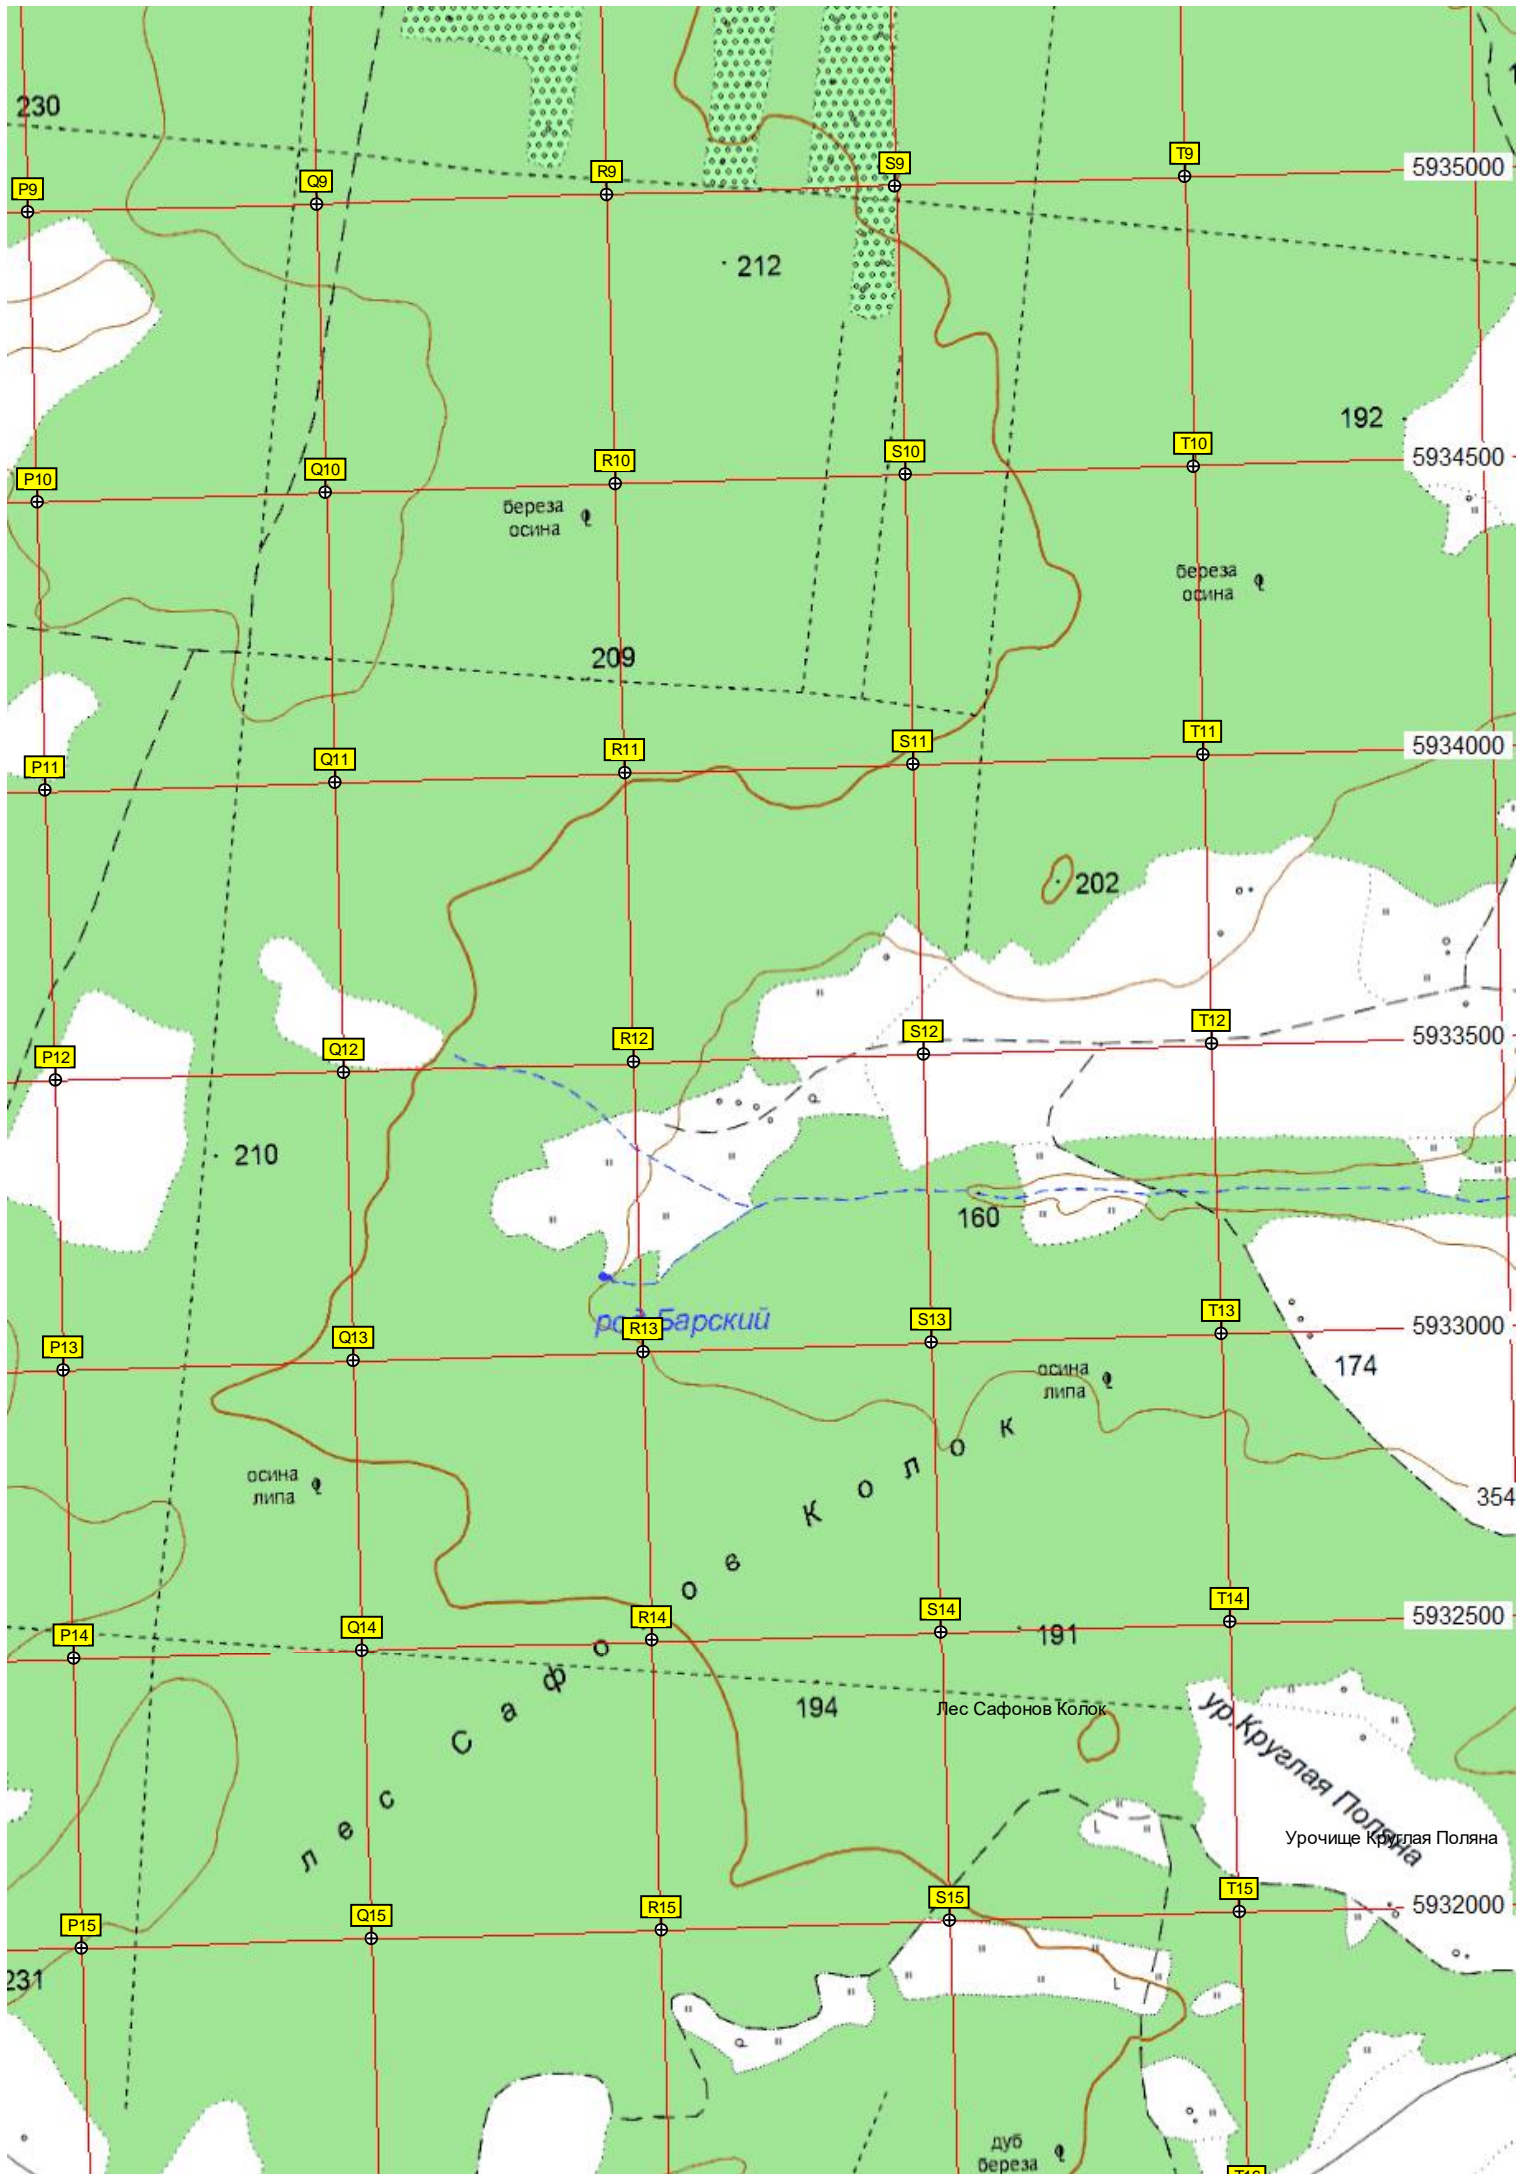 230
P9
Q9
R9
S9
T9
5935000
212
192
P10
Q10
R10
S10
T10
5934500
береза
осина
береза
осина
209
P11
Q11
R11
S11
T11
5934000
202
P12
Q12
R12
S12
T12
5933500
210
160
род.Барский
P13
Q13
R13
S13
T13
5933000
осина
липа
174
осина
липа
354
P14
Q14
R14
S14
T14
5932500
191
194
Лес Сафонов Колок
лес Сафонов Колок
ур.Круглая Поляна
Урочище Круглая Поляна
P15
Q15
R15
S15
T15
5932000
231
дуб
береза